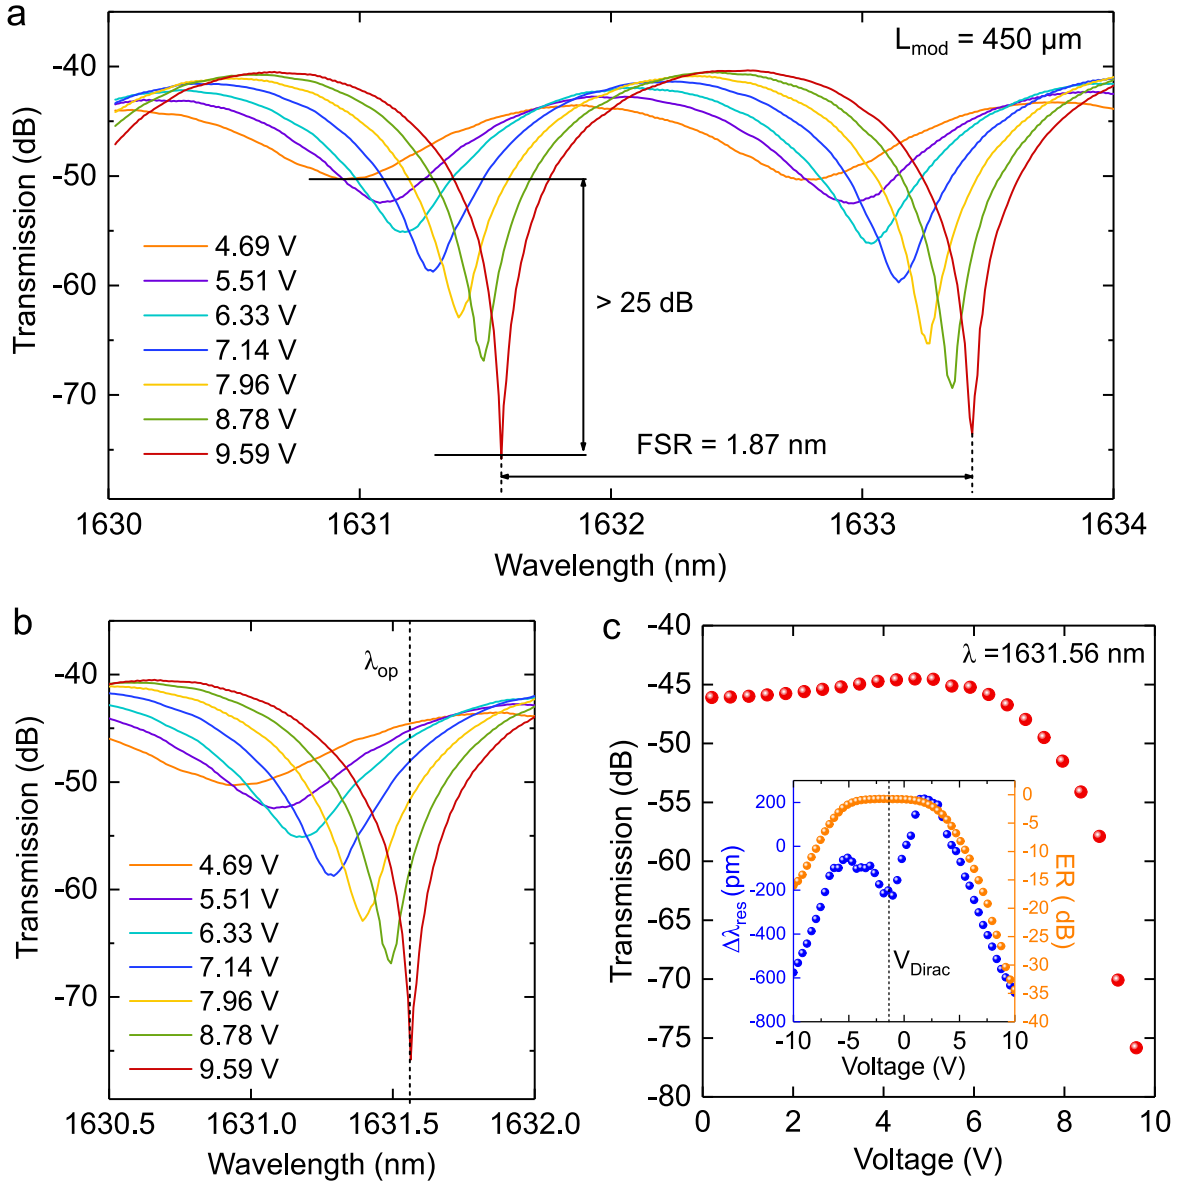 a
L_mod = 450 μm
-40
-50
-60
-70
Transmission (dB)
4.69 V
5.51 V
6.33 V
7.14 V
7.96 V
8.78 V
9.59 V
> 25 dB
FSR = 1.87 nm
1630
1631
1632
1633
1634
Wavelength (nm)
b
λ_op
-40
-50
-60
-70
Transmission (dB)
4.69 V
5.51 V
6.33 V
7.14 V
7.96 V
8.78 V
9.59 V
1630.5
1631.0
1631.5
1632.0
Wavelength (nm)
c
λ =1631.56 nm
-40
-45
-50
-55
-60
-65
-70
-75
-80
Transmission (dB)
200
0
-200
-400
-600
-800
Δλ_res (pm)
V_Dirac
0
-5
-10
-15
-20
-25
-30
-35
-40
ER (dB)
-10
-5
0
5
10
Voltage (V)
0
2
4
6
8
10
Voltage (V)